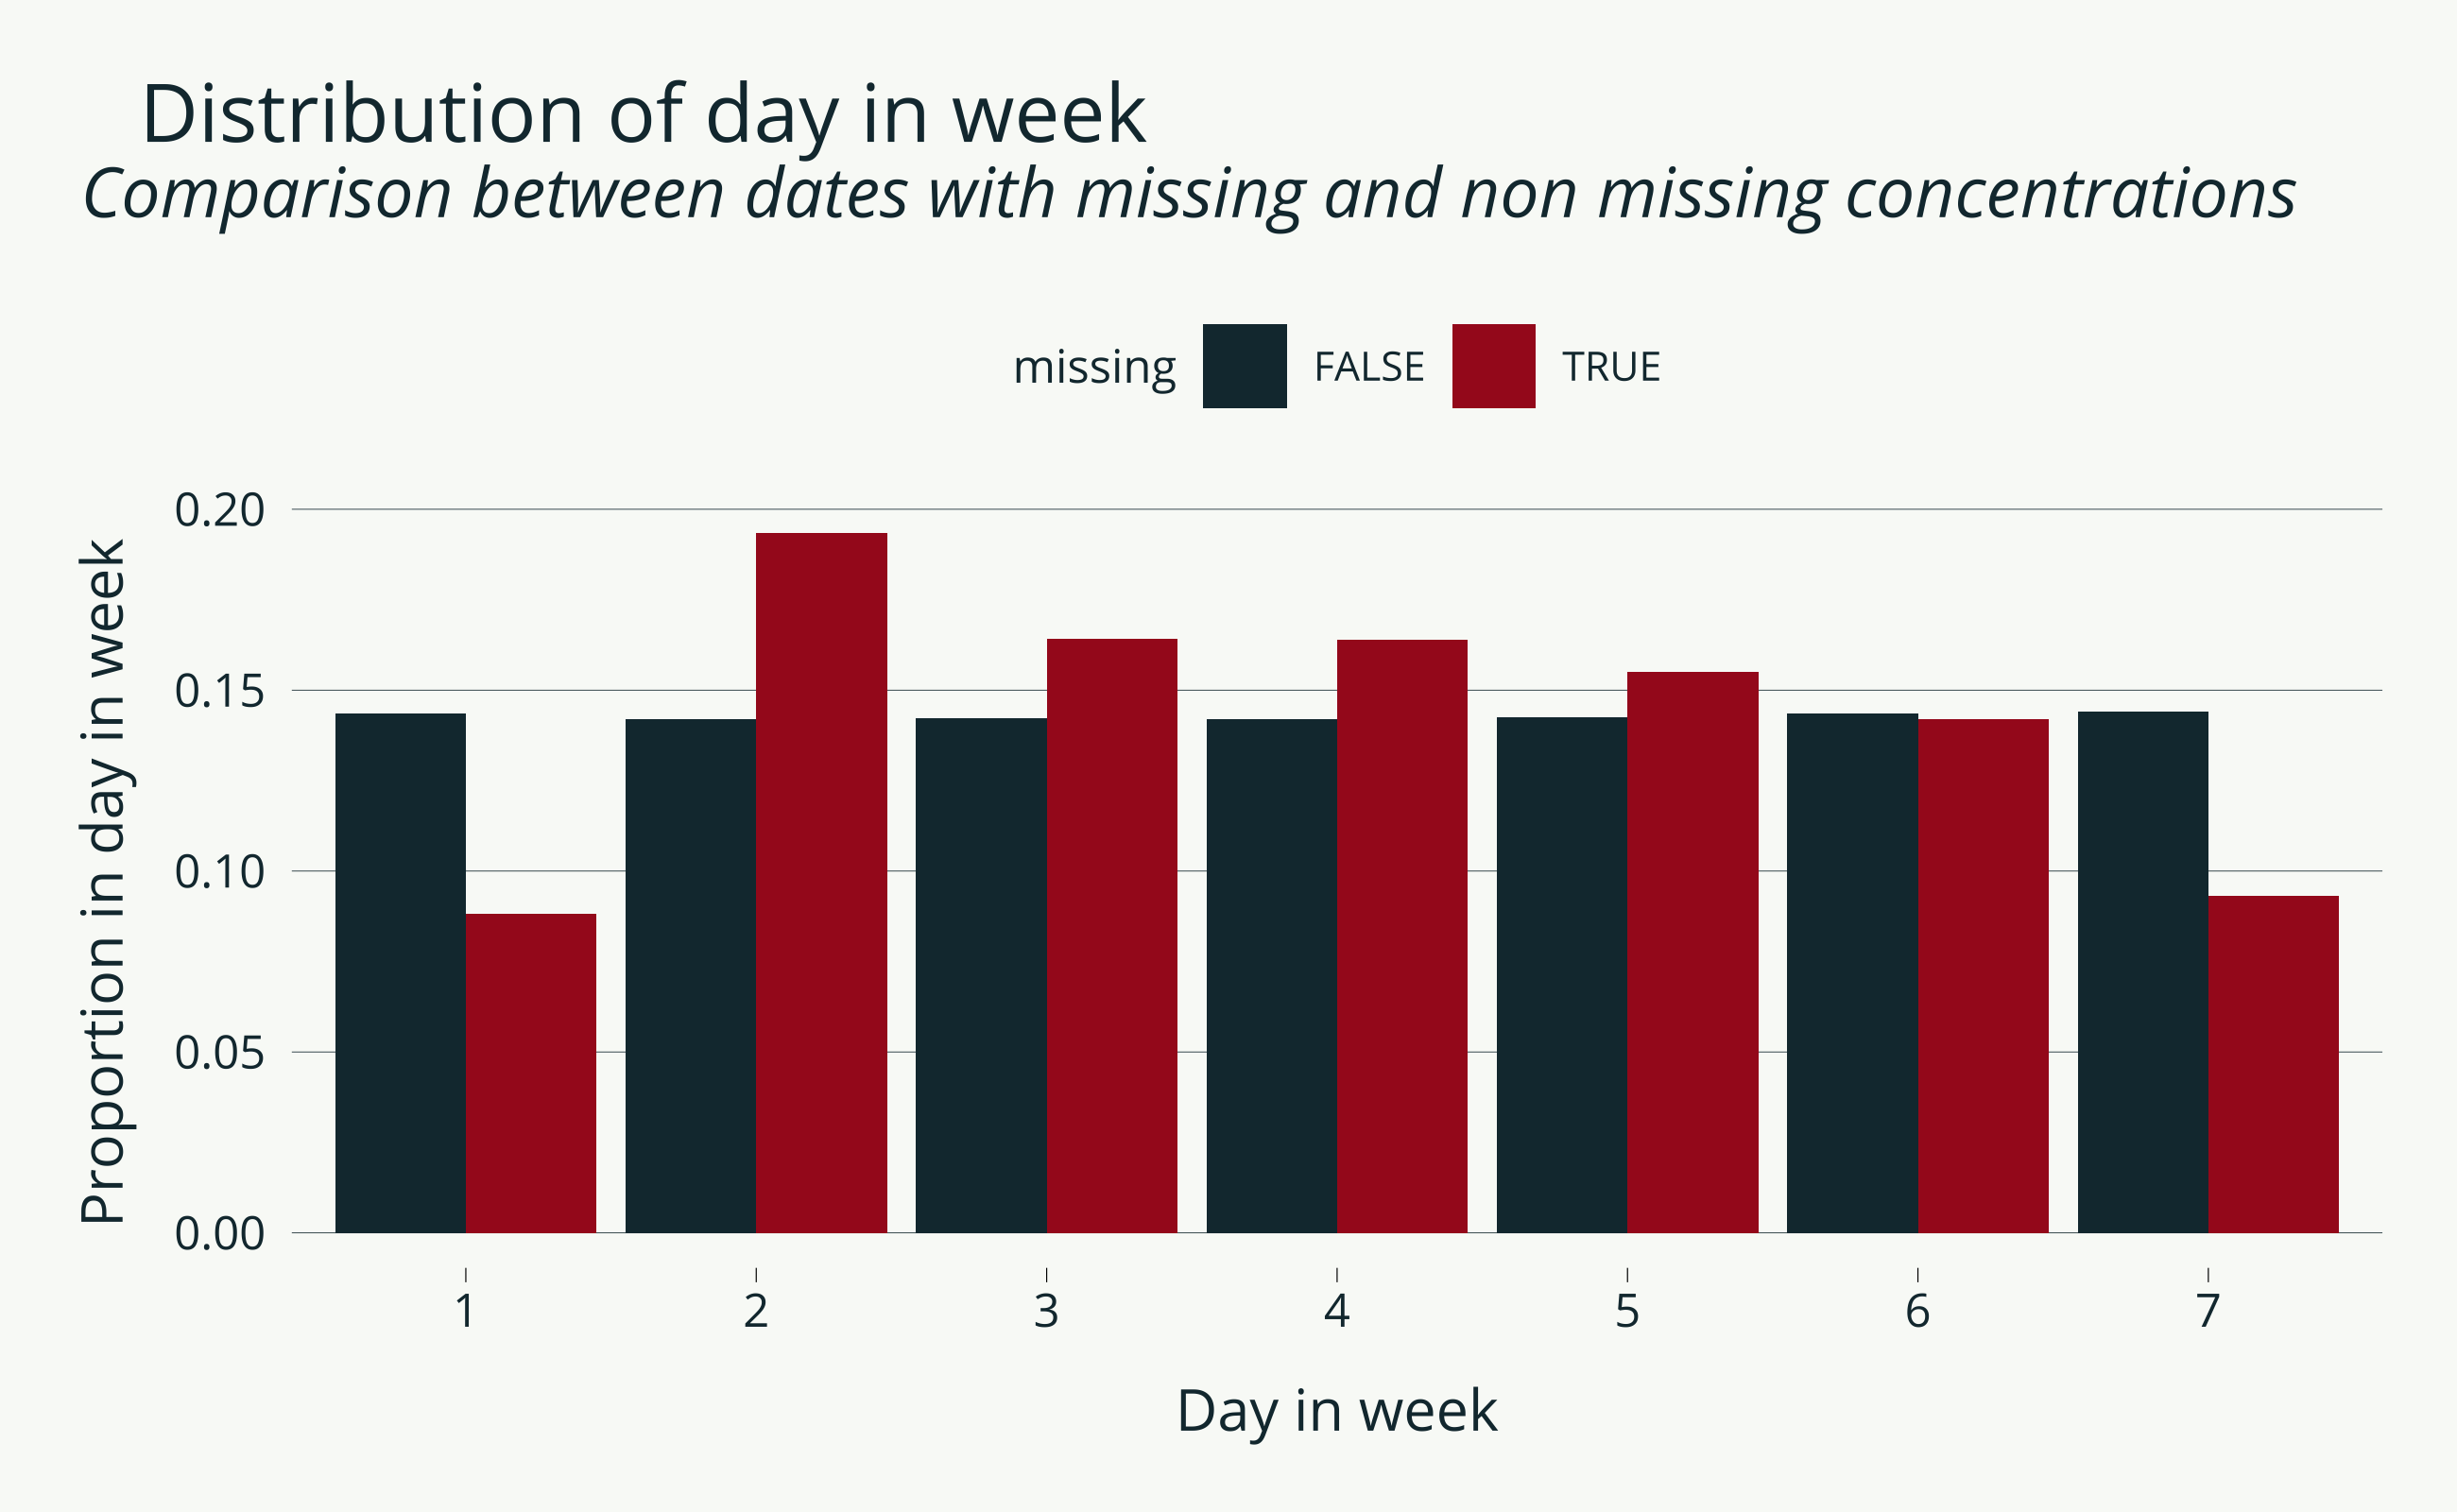 Distribution of day in week
Comparison between dates with missing and non missing concentrations
missing FALSE TRUE
Proportion in day in week
0.20
0.15
0.10
0.05
0.00
1 2 3 4 5 6 7
Day in week